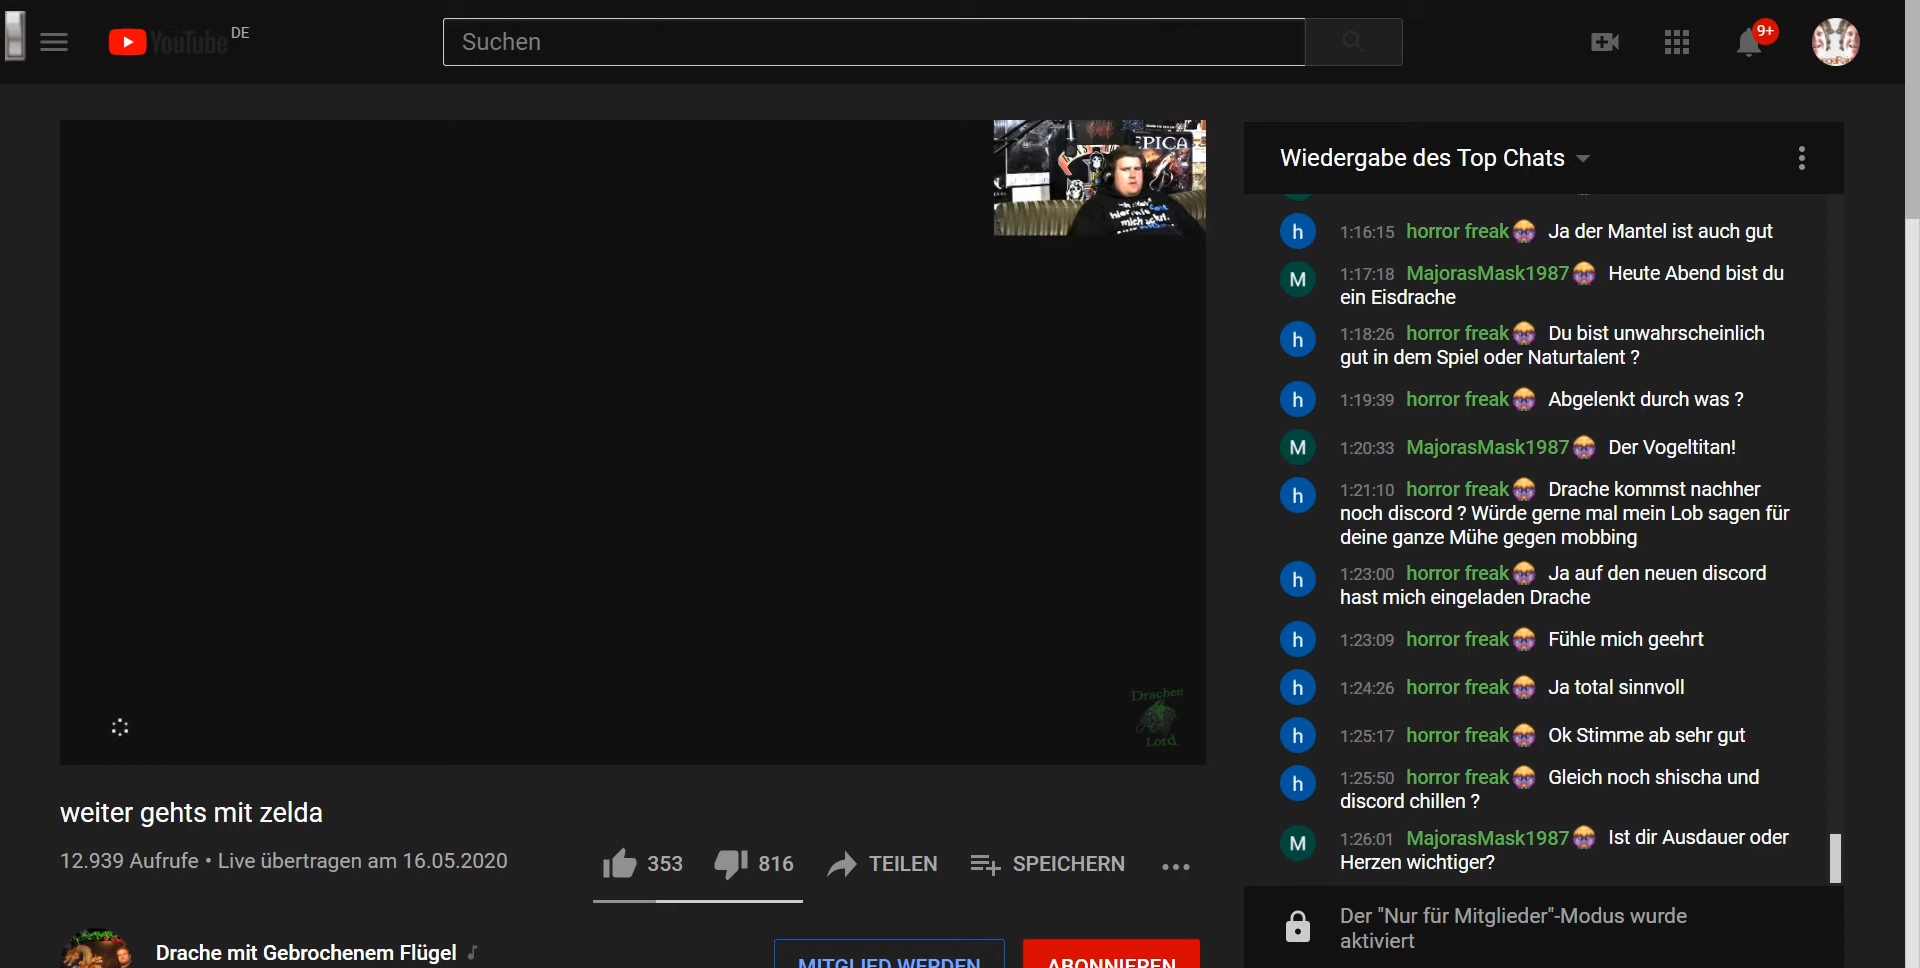 YouTube DE
Suchen
9+
EPICA
Wiedergabe des Top Chats
h 1:16:15 horror freak Ja der Mantel ist auch gut
M 1:17:18 MajorasMask1987 Heute Abend bist du
ein Eisdrache
h 1:18:26 horror freak Du bist unwahrscheinlich
gut in dem Spiel oder Naturtalent ?
h 1:19:39 horror freak Abgelenkt durch was ?
M 1:20:33 MajorasMask1987 Der Vogeltitan!
h 1:21:10 horror freak Drache kommst nachher
noch discord ? Würde gerne mal mein Lob sagen für
deine ganze Mühe gegen mobbing
h 1:23:00 horror freak Ja auf den neuen discord
hast mich eingeladen Drache
h 1:23:09 horror freak Fühle mich geehrt
h 1:24:26 horror freak Ja total sinnvoll
h 1:25:17 horror freak Ok Stimme ab sehr gut
h 1:25:50 horror freak Gleich noch shischa und
discord chillen ?
M 1:26:01 MajorasMask1987 Ist dir Ausdauer oder
Herzen wichtiger?
Der "Nur für Mitglieder"-Modus wurde
aktiviert
Drachen
Lord
weiter gehts mit zelda
12.939 Aufrufe • Live übertragen am 16.05.2020
353 816 TEILEN SPEICHERN
Drache mit Gebrochenem Flügel
MITGLIED WERDEN ABONNIEREN